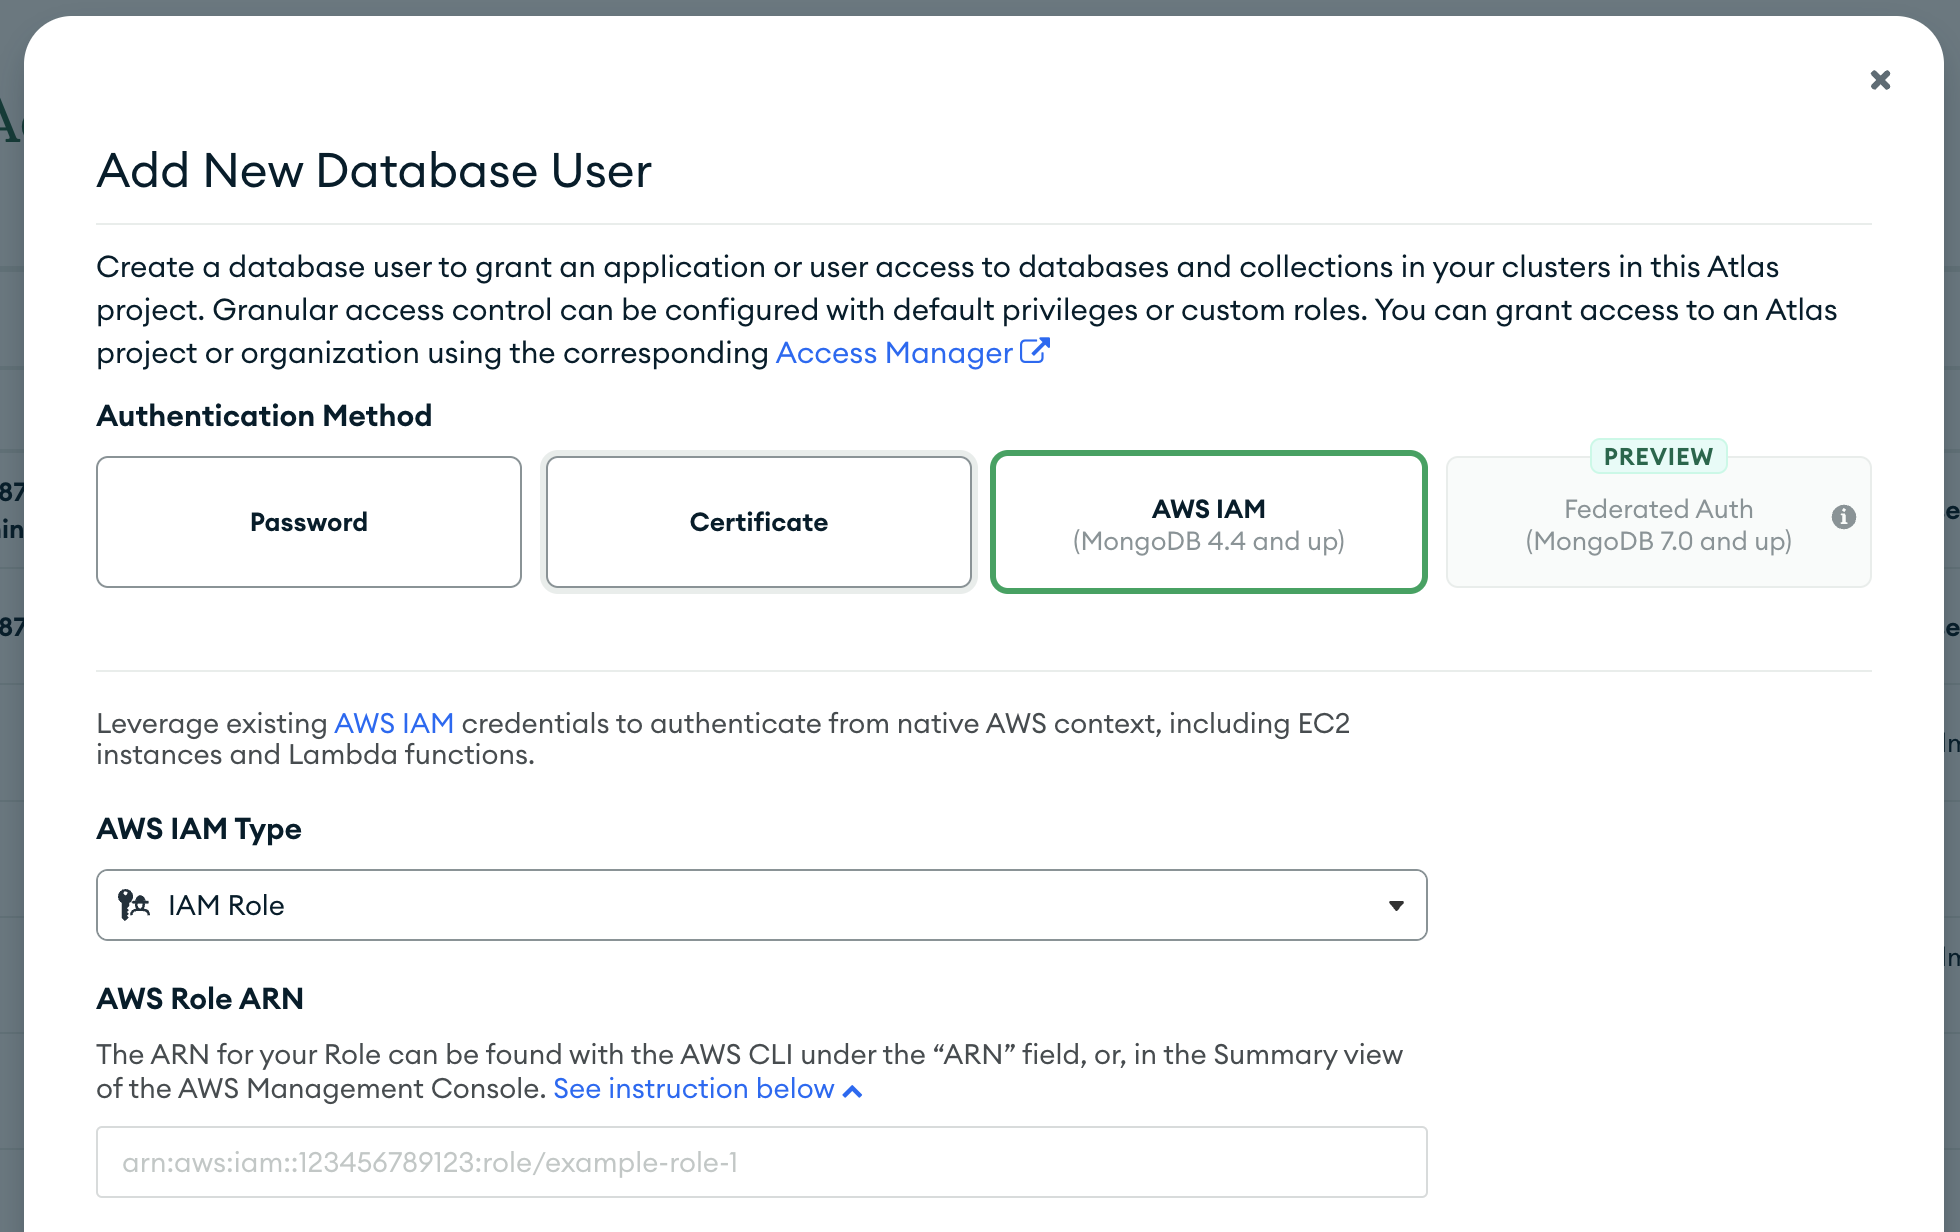 Add New Database User
Create a database user to grant an application or user access to databases and collections in your clusters in this Atlas
project. Granular access control can be configured with default privileges or custom roles. You can grant access to an Atlas
project or organization using the corresponding Access Manager
Authentication Method
Password
Certificate
AWS IAM
(MongoDB 4.4 and up)
PREVIEW
Federated Auth
(MongoDB 7.0 and up)
Leverage existing AWS IAM credentials to authenticate from native AWS context, including EC2
instances and Lambda functions.
AWS IAM Type
IAM Role
AWS Role ARN
The ARN for your Role can be found with the AWS CLI under the “ARN” field, or, in the Summary view
of the AWS Management Console. See instruction below
arn:aws:iam::123456789123:role/example-role-1